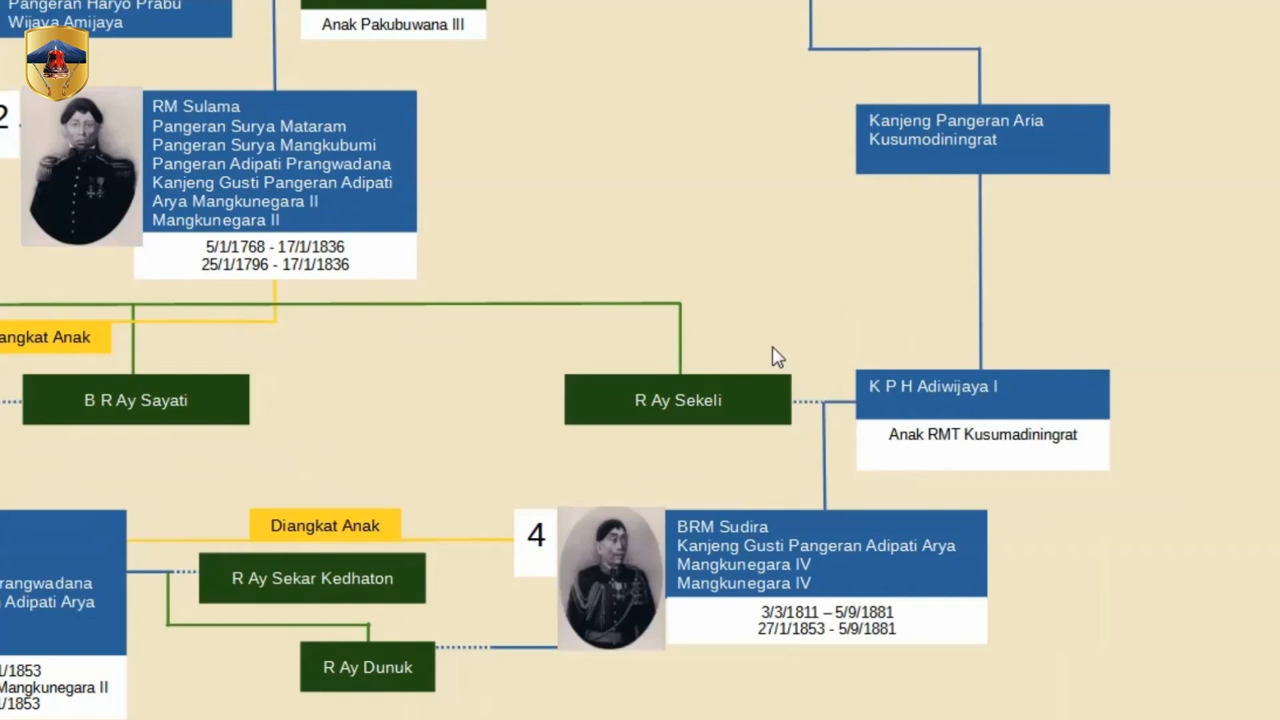 Pangeran Haryo Prabu
Wijaya Amijaya
Anak Pakubuwana III
2
RM Sulama
Pangeran Surya Mataram
Pangeran Surya Mangkubumi
Pangeran Adipati Prangwadana
Kanjeng Gusti Pangeran Adipati
Arya Mangkunegara II
Mangkunegara II
5/1/1768 - 17/1/1836
25/1/1796 - 17/1/1836
Kanjeng Pangeran Aria
Kusumodiningrat
angkat Anak
B R Ay Sayati
R Ay Sekeli
K P H Adiwijaya I
Anak RMT Kusumadiningrat
Diangkat Anak
4
BRM Sudira
Kanjeng Gusti Pangeran Adipati Arya
Mangkunegara IV
Mangkunegara IV
3/3/1811 – 5/9/1881
27/1/1853 - 5/9/1881
rangwadana
Adipati Arya
R Ay Sekar Kedhaton
R Ay Dunuk
1/1853
Mangkunegara II
1/1853